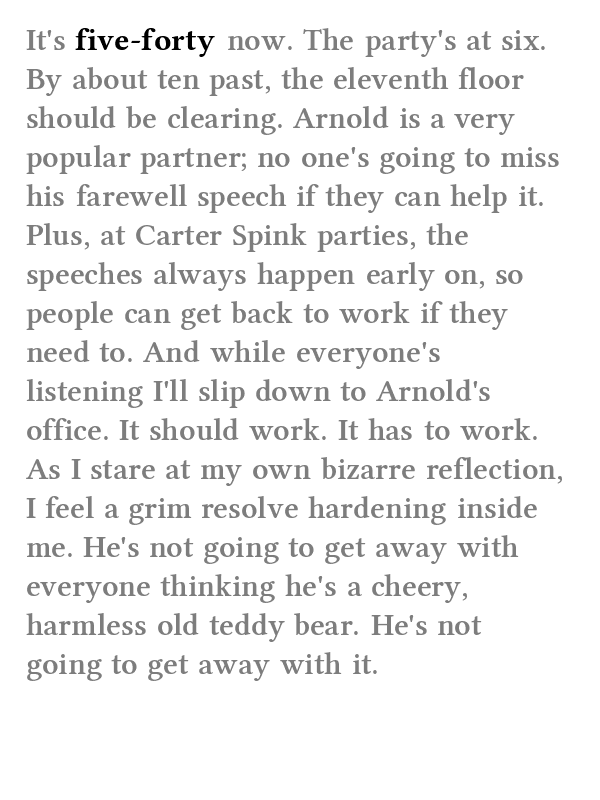 It's five-forty now. The party's at six.
By about ten past, the eleventh floor
should be clearing. Arnold is a very
popular partner; no one's going to miss
his farewell speech if they can help it.
Plus, at Carter Spink parties, the
speeches always happen early on, so
people can get back to work if they
need to. And while everyone's
listening I'll slip down to Arnold's
office. It should work. It has to work.
As I stare at my own bizarre reflection,
I feel a grim resolve hardening inside
me. He's not going to get away with
everyone thinking he's a cheery,
harmless old teddy bear. He's not
going to get away with it.